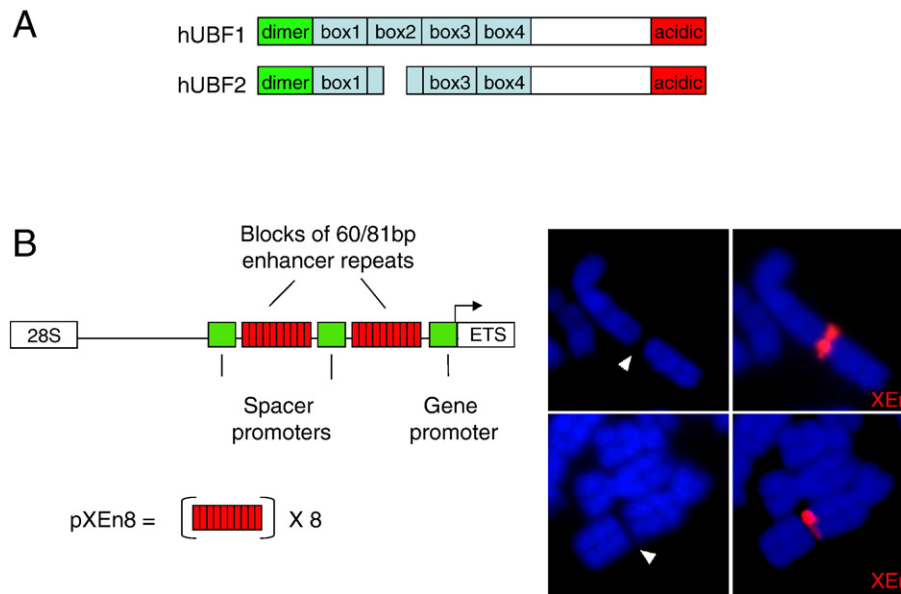 A
hUBF1 dimer box1 box2 box3 box4 acidic
hUBF2 dimer box1 box3 box4 acidic
B
Blocks of 60/81bp
enhancer repeats
28S ETS
Spacer
promoters
Gene
promoter
pXEn8 = X 8